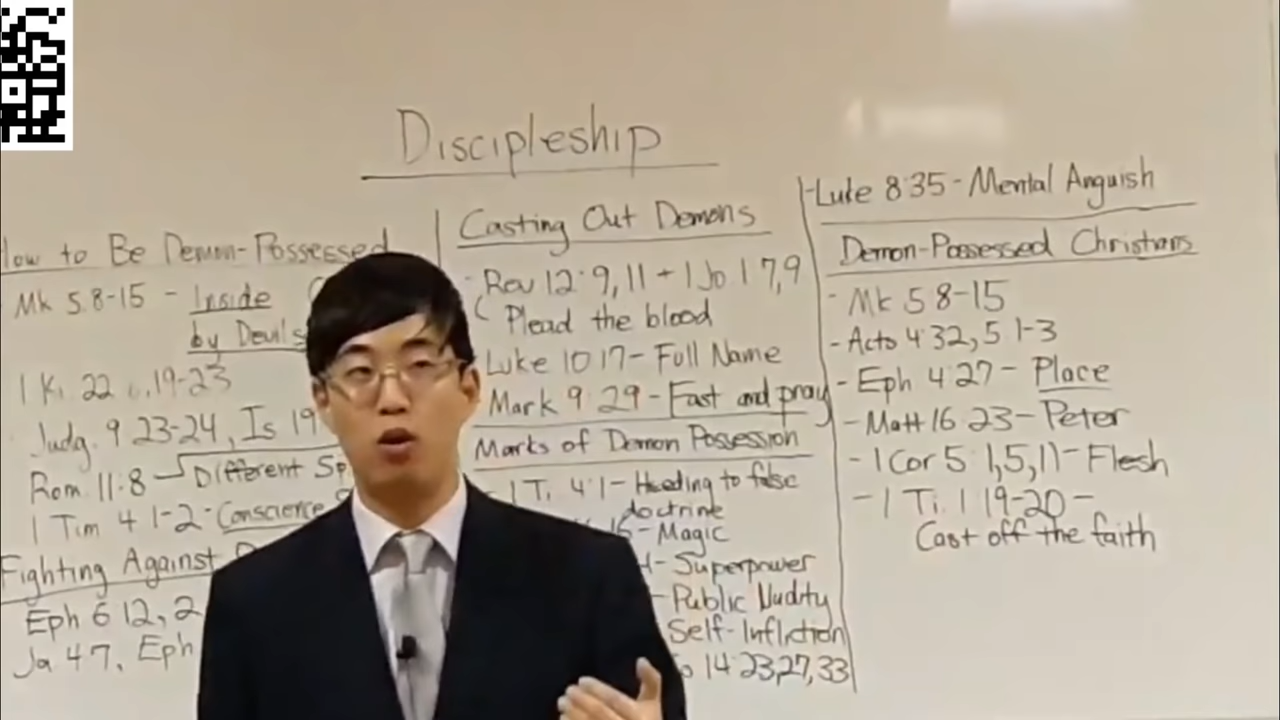 Discipleship
How to Be Demon-Possessed
Mk 5:8-15 - Inside
by Devils
1 Ki. 22: 19-23
Judg. 9:23-24, Is 19
Rom. 11:8 Different Sp
1 Tim 4:1-2 - Conscience
Fighting Against
Eph 6:12, 2
Ja 4:7, Eph
Casting Out Demons
- Rev 12:9,11 + 1 Jo. 1:7,9
Plead the blood
Luke 10:17 - Full Name
Mark 9:29 - Fast and pray
Marks of Demon Possession
- 1 Ti. 4:1 - Heeding to false
doctrine
- Magic
- Superpower
Public Nudity
Self-Infliction
14:23,27,33
- Luke 8:35 - Mental Anguish
Demon-Possessed Christians
- Mk 5:8-15
- Acts 4:32, 5:1-3
- Eph 4:27 - Place
- Matt 16:23 - Peter
- 1 Cor 5:1,5,11 - Flesh
- 1 Ti. 1:19-20 -
Cast off the faith